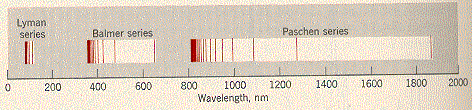 Lyman
series
Balmer series
Paschen series
0 200 400 600 800 1000 1200 1400 1600 1800 2000
Wavelength, nm